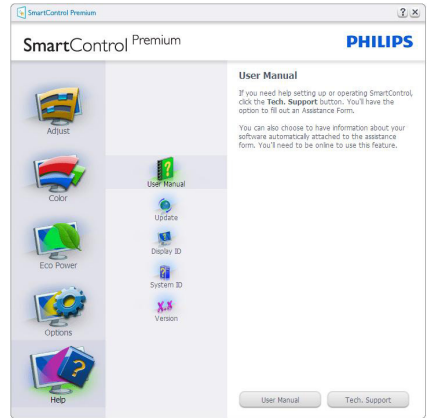 SmartControl Premium
? X
SmartControl Premium
PHILIPS
Adjust
Color
Eco Power
Options
Help
User Manual
Update
Display ID
System ID
X.X
Version
User Manual
If you need help setting up or operating SmartControl,
click the Tech. Support button. You'll have the
option to fill out an Assistance Form.
You can also choose to have information about your
software automatically attached to the assistance
form. You'll need to be online to use this feature.
User Manual
Tech. Support